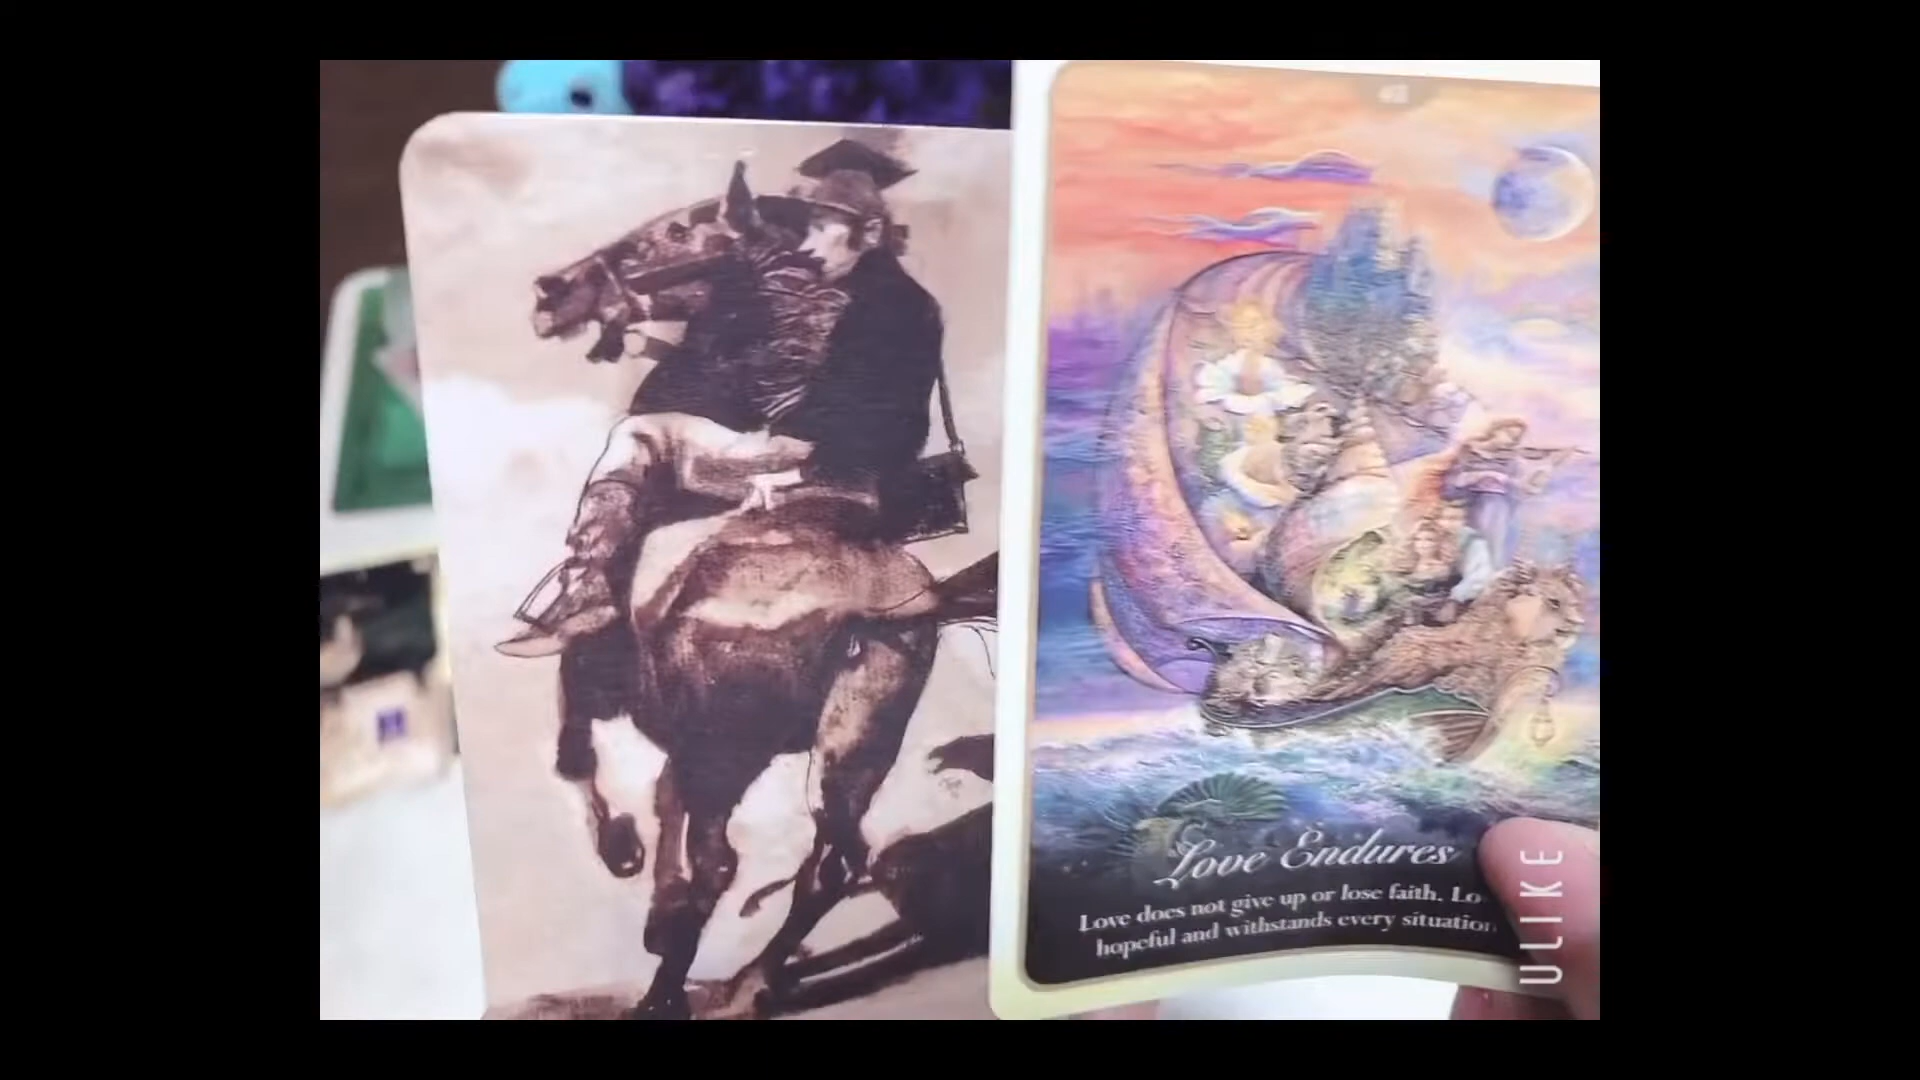 Love Endures
Love does not give up or lose faith. Lo
hopeful and withstands every situation
ULIKE